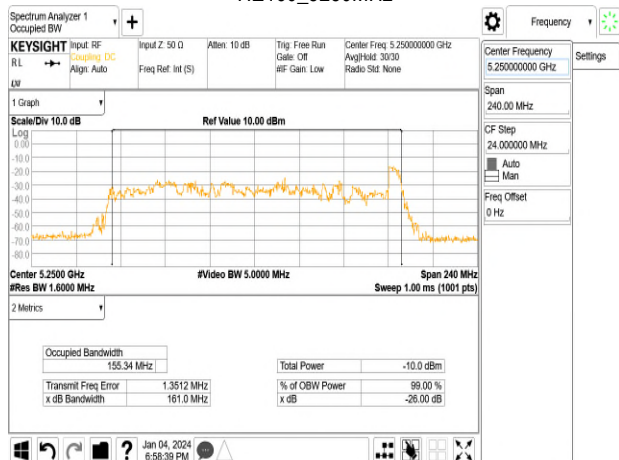 Spectrum Analyzer 1
Occupied BW
Frequency
KEYSIGHT
Input: RF
Coupling: DC
Align: Auto
Input Z: 50 Ω
Freq Ref: Int (S)
Atten: 10 dB
Trig: Free Run
Gate: Off
#IF Gain: Low
Center Freq: 5.250000000 GHz
Avg|Hold: 30/30
Radio Std: None
RL
1 Graph
Scale/Div 10.0 dB
Ref Value 10.00 dBm
Log
0.00
-10.0
-20.0
-30.0
-40.0
-50.0
-60.0
-70.0
-80.0
Center 5.2500 GHz
#Video BW 5.0000 MHz
Span 240 MHz
#Res BW 1.6000 MHz
Sweep 1.00 ms (1001 pts)
2 Metrics
Occupied Bandwidth
155.34 MHz
Total Power
-10.0 dBm
Transmit Freq Error
1.3512 MHz
% of OBW Power
99.00 %
x dB Bandwidth
161.0 MHz
x dB
-26.00 dB
Jan 04, 2024
6:58:39 PM
Center Frequency
5.250000000 GHz
Settings
Span
240.00 MHz
CF Step
24.000000 MHz
Auto
Man
Freq Offset
0 Hz